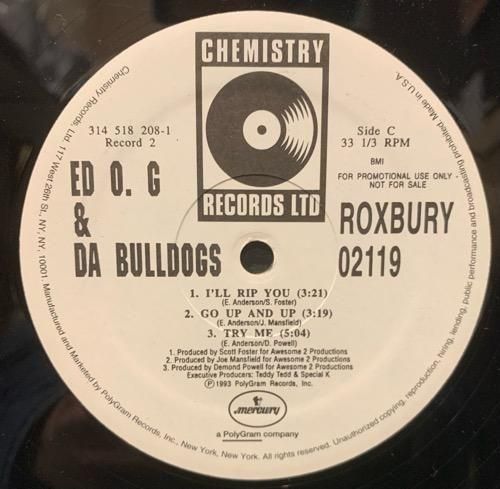 CHEMISTRY
RECORDS LTD
314 518 208-1
Record 2
Side C
33 1/3 RPM
BMI
FOR PROMOTIONAL USE ONLY -
NOT FOR SALE
ED O. G
&
DA BULLDOGS
ROXBURY
02119
1. I'LL RIP YOU (3:21)
(E. Anderson/S. Foster)
2. GO UP AND UP (3:19)
(E. Anderson/J. Mansfield)
3. TRY ME (5:04)
(E. Anderson/D. Powell)
1. Produced by Scott Foster for Awesome 2 Productions
2. Produced by Joe Mansfield for Awesome 2 Productions
3. Produced by Demond Powell for Awesome 2 Productions
Executive Producers: Teddy Tedd & Special K
Ⓟ 1993 PolyGram Records, Inc.
mercury
a PolyGram company
Chemistry Records, Ltd. 117 West 26th St, NY, NY, 10001 Manufactured and Marketed by PolyGram Records, Inc., New York, New York. All rights reserved. Unauthorized copying, reproduction, hiring, lending, public performance and broadcasting prohibited. Made in U.S.A.